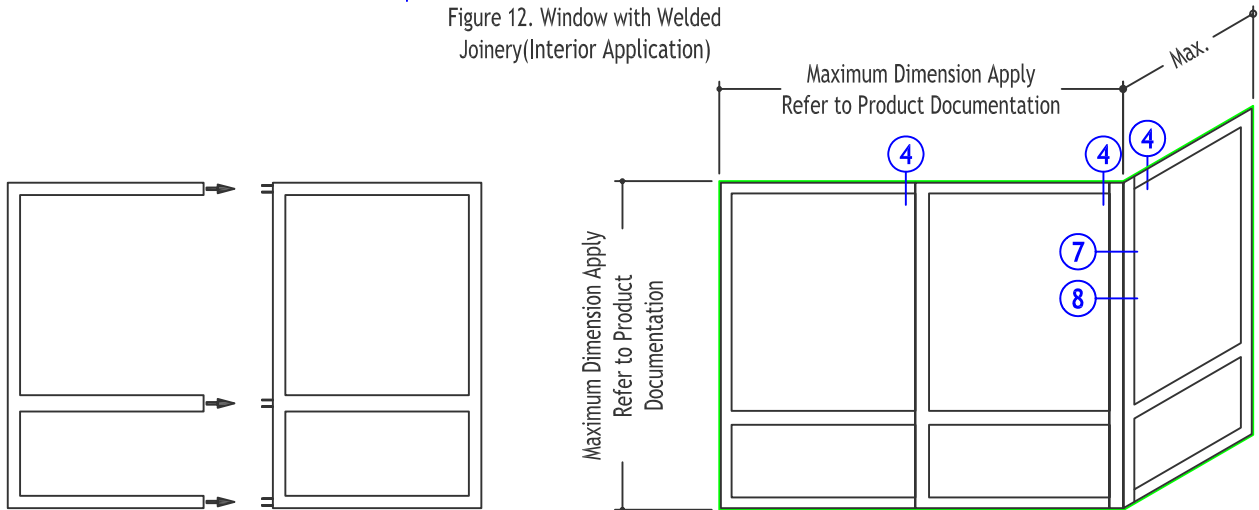 Figure 12. Window with Welded
Joinery(Interior Application)
Maximum Dimension Apply
Refer to Product Documentation
Max.
4
4
4
7
8
Maximum Dimension Apply
Refer to Product
Documentation